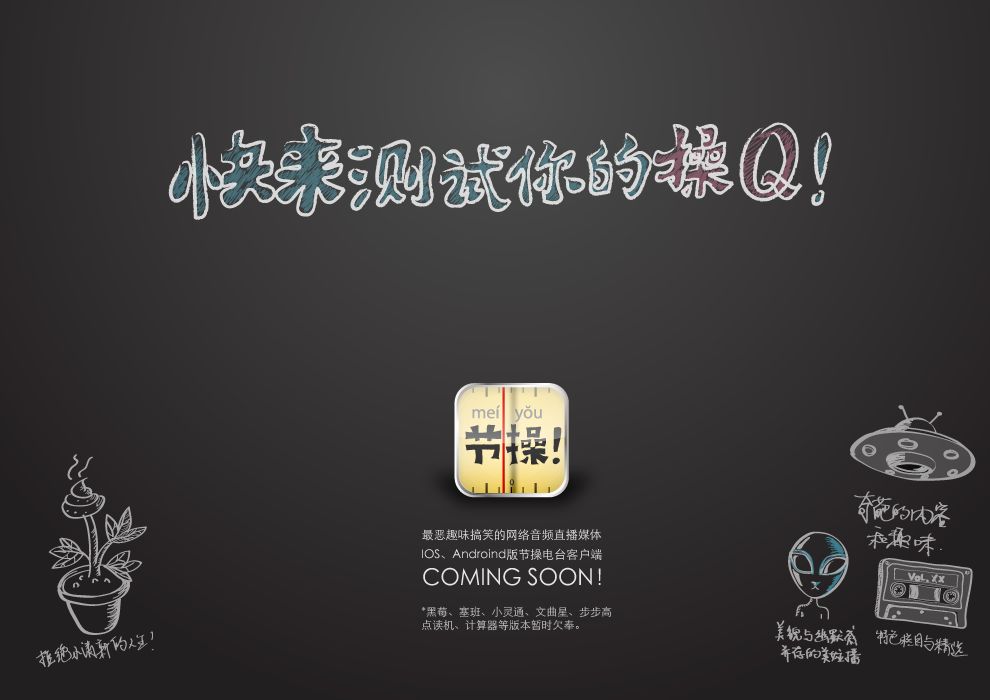 快来测试你的操Q!
méi yǒu
节操!
最恶趣味搞笑的网络音频直播媒体
IOS、Androind版节操电台客户端
COMING SOON!
*黑莓、塞班、小灵通、文曲星、步步高
点读机、计算器等版本暂时欠奉。
拒绝小清新的人生!
奇葩的内容
和趣味.
VOL.XX
美貌与幽默感
并存的美女主播
特色栏目与精选